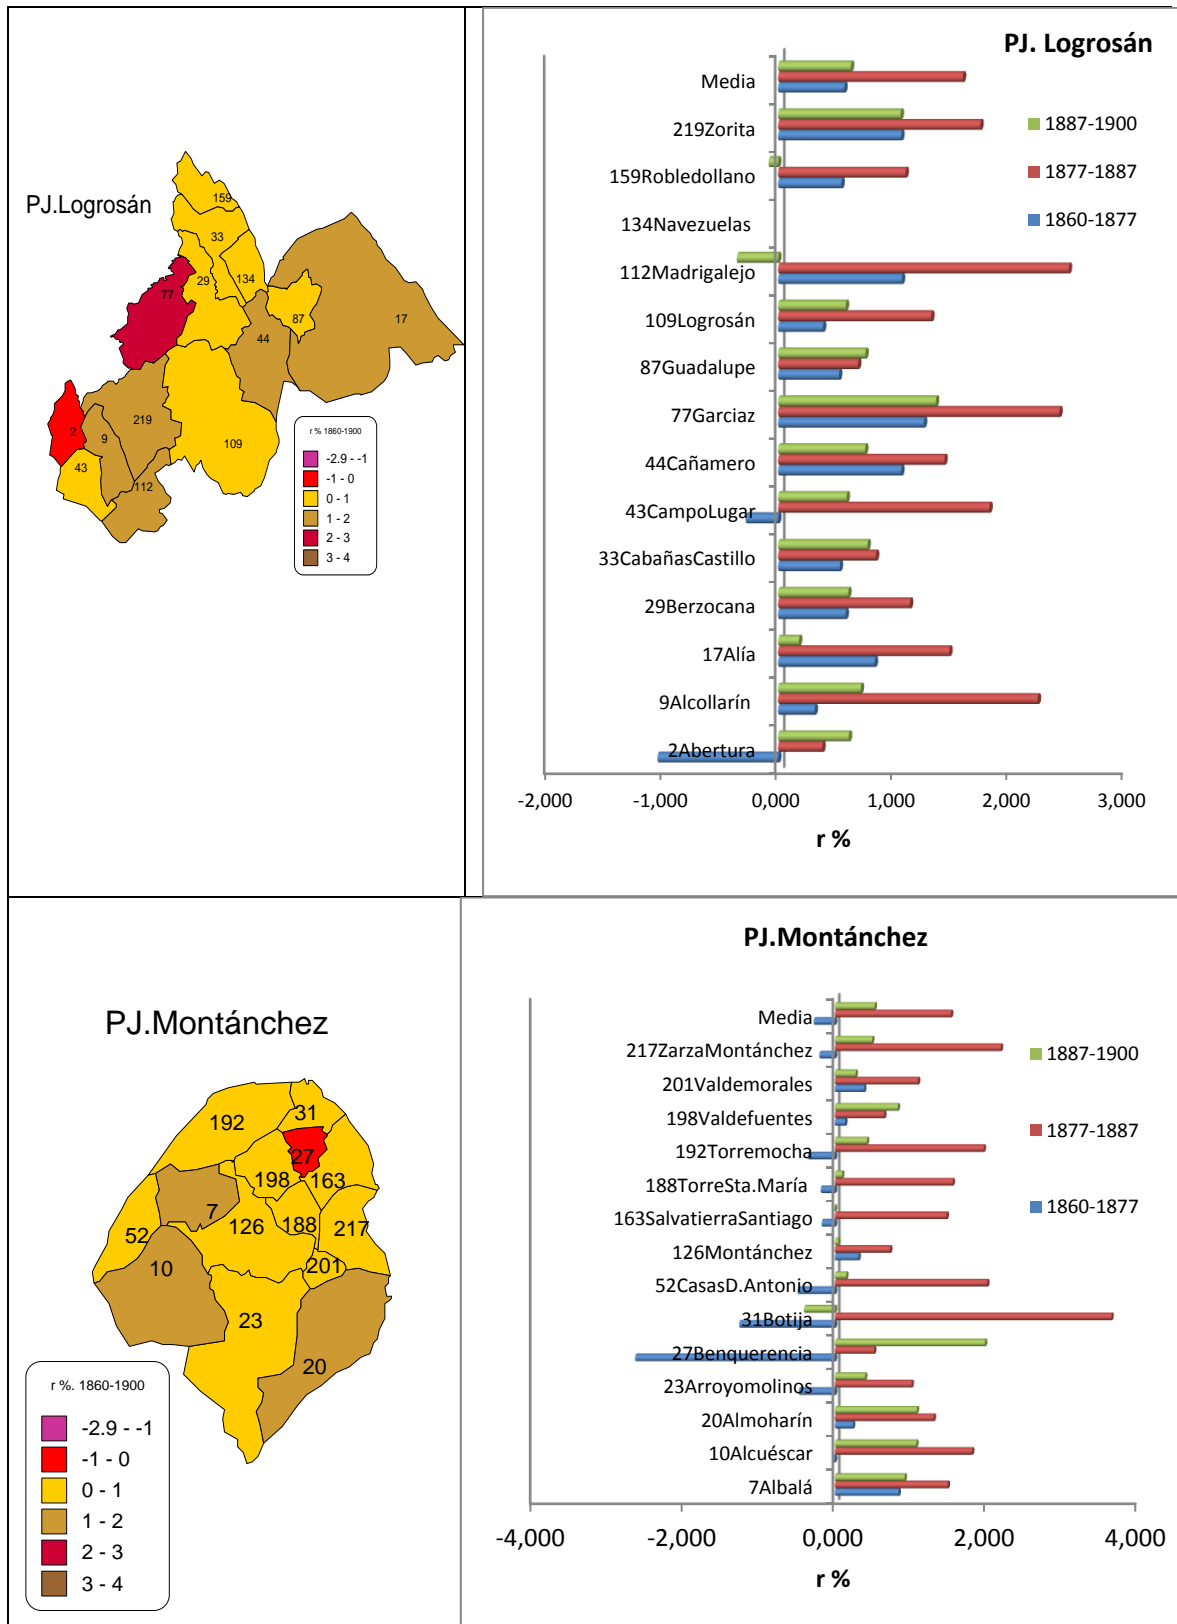 PJ.Logrosán
159
33
134
29
77
87
17
44
219
2
9
109
43
112
r % 1860-1900
-2.9 - -1
-1 - 0
0 - 1
1 - 2
2 - 3
3 - 4
PJ. Logrosán
Media
219Zorita
159Robledollano
134Navezuelas
112Madrigalejo
109Logrosán
87Guadalupe
77Garciaz
44Cañamero
43CampoLugar
33CabañasCastillo
29Berzocana
17Alía
9Alcollarín
2Abertura
1887-1900
1877-1887
1860-1877
-2,000 -1,000 0,000 1,000 2,000 3,000
r %
PJ.Montánchez
192
31
27
198
163
7
126
188
217
52
10
201
23
20
r %. 1860-1900
-2.9 - -1
-1 - 0
0 - 1
1 - 2
2 - 3
3 - 4
PJ.Montánchez
Media
217ZarzaMontánchez
201Valdemorales
198Valdefuentes
192Torremocha
188TorreSta.María
163SalvatierraSantiago
126Montánchez
52CasasD.Antonio
31Botija
27Benquerencia
23Arroyomolinos
20Almoharín
10Alcuéscar
7Albalá
1887-1900
1877-1887
1860-1877
-4,000 -2,000 0,000 2,000 4,000
r %